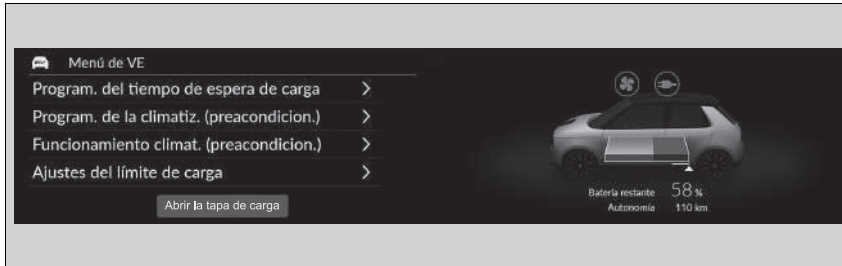 Menú de VE
Program. del tiempo de espera de carga
Program. de la climatiz. (preacondicion.)
Funcionamiento climat. (preacondicion.)
Ajustes del límite de carga
Abrir la tapa de carga
Batería restante 58 %
Autonomía 110 km